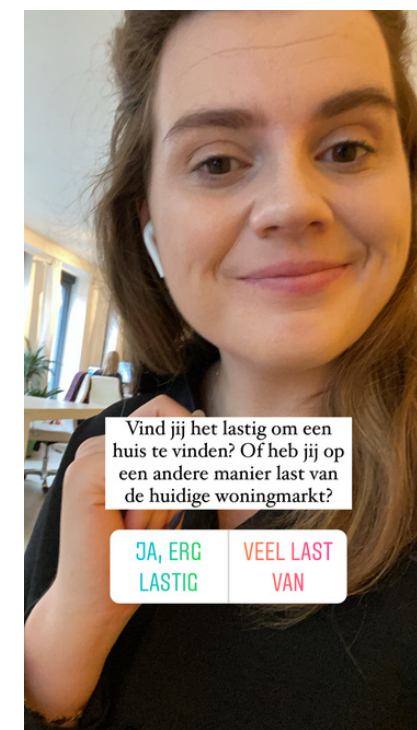 Vind jij het lastig om een
huis te vinden? Of heb jij op
een andere manier last van
de huidige woningmarkt?
JA, ERG
LASTIG
VEEL LAST
VAN